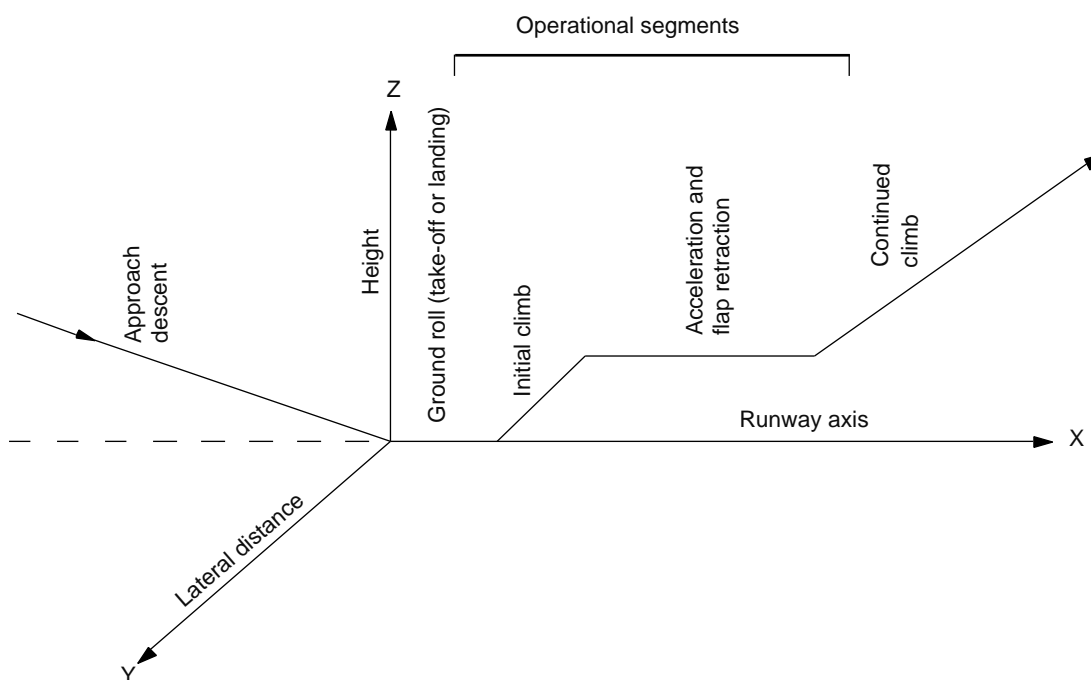 Operational segments
Z
Height
Ground roll (take-off or landing)
Approach
descent
Initial climb
Acceleration and
flap retraction
Continued
climb
Runway axis
X
Lateral distance
Y